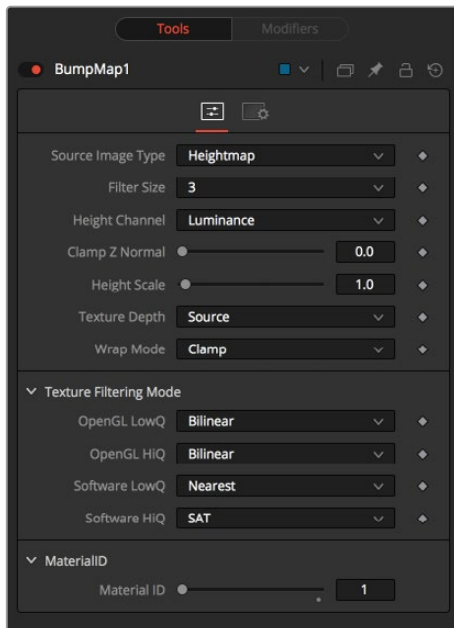 Tools Modifiers
BumpMap1
Source Image Type Heightmap
Filter Size 3
Height Channel Luminance
Clamp Z Normal 0.0
Height Scale 1.0
Texture Depth Source
Wrap Mode Clamp
Texture Filtering Mode
OpenGL LowQ Bilinear
OpenGL HiQ Bilinear
Software LowQ Nearest
Software HiQ SAT
MaterialID
Material ID 1